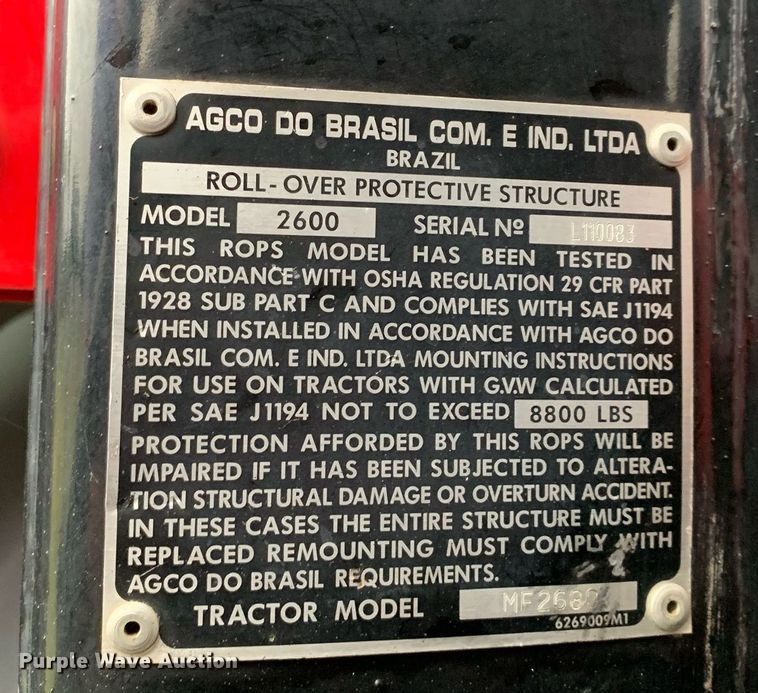 AGCO DO BRASIL COM. E IND. LTDA
BRAZIL
ROLL-OVER PROTECTIVE STRUCTURE
MODEL 2600 SERIAL Nº L110083
THIS ROPS MODEL HAS BEEN TESTED IN
ACCORDANCE WITH OSHA REGULATION 29 CFR PART
1928 SUB PART C AND COMPLIES WITH SAE J1194
WHEN INSTALLED IN ACCORDANCE WITH AGCO DO
BRASIL COM. E IND. LTDA MOUNTING INSTRUCTIONS
FOR USE ON TRACTORS WITH G.V.W CALCULATED
PER SAE J1194 NOT TO EXCEED 8800 LBS
PROTECTION AFFORDED BY THIS ROPS WILL BE
IMPAIRED IF IT HAS BEEN SUBJECTED TO ALTERA-
TION STRUCTURAL DAMAGE OR OVERTURN ACCIDENT.
IN THESE CASES THE ENTIRE STRUCTURE MUST BE
REPLACED REMOUNTING MUST COMPLY WITH
AGCO DO BRASIL REQUIREMENTS.
TRACTOR MODEL
6269009M1
Purple Wave Auction